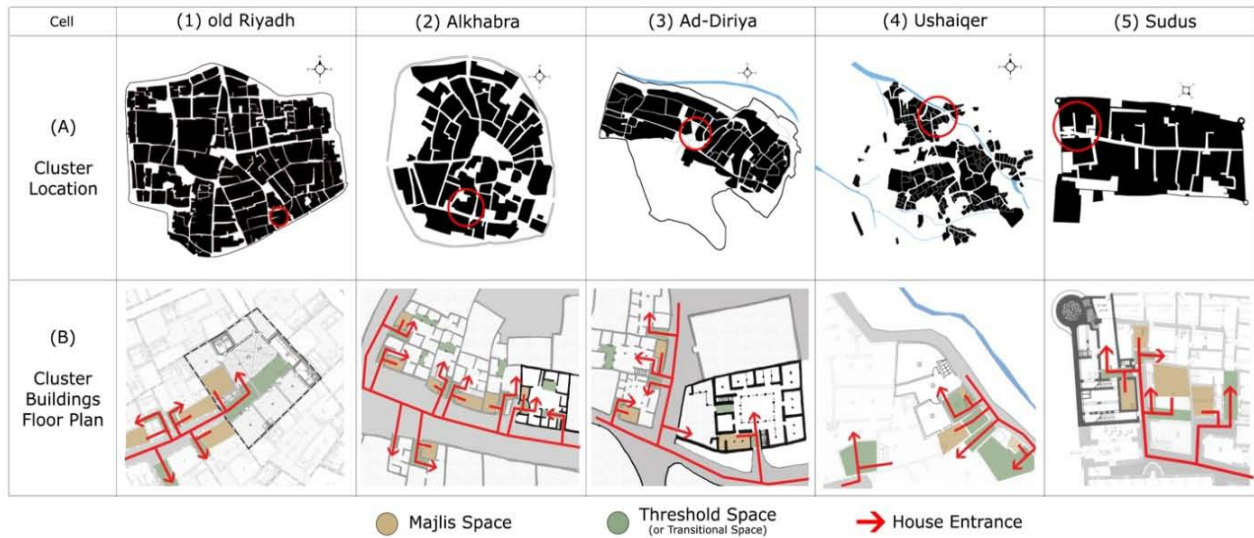 Cell
(1) old Riyadh
(2) Alkhabra
(3) Ad-Diriya
(4) Ushaiqer
(5) Sudus
(A)
Cluster
Location
(B)
Cluster
Buildings
Floor Plan
Majlis Space
Threshold Space
(or Transitional Space)
House Entrance